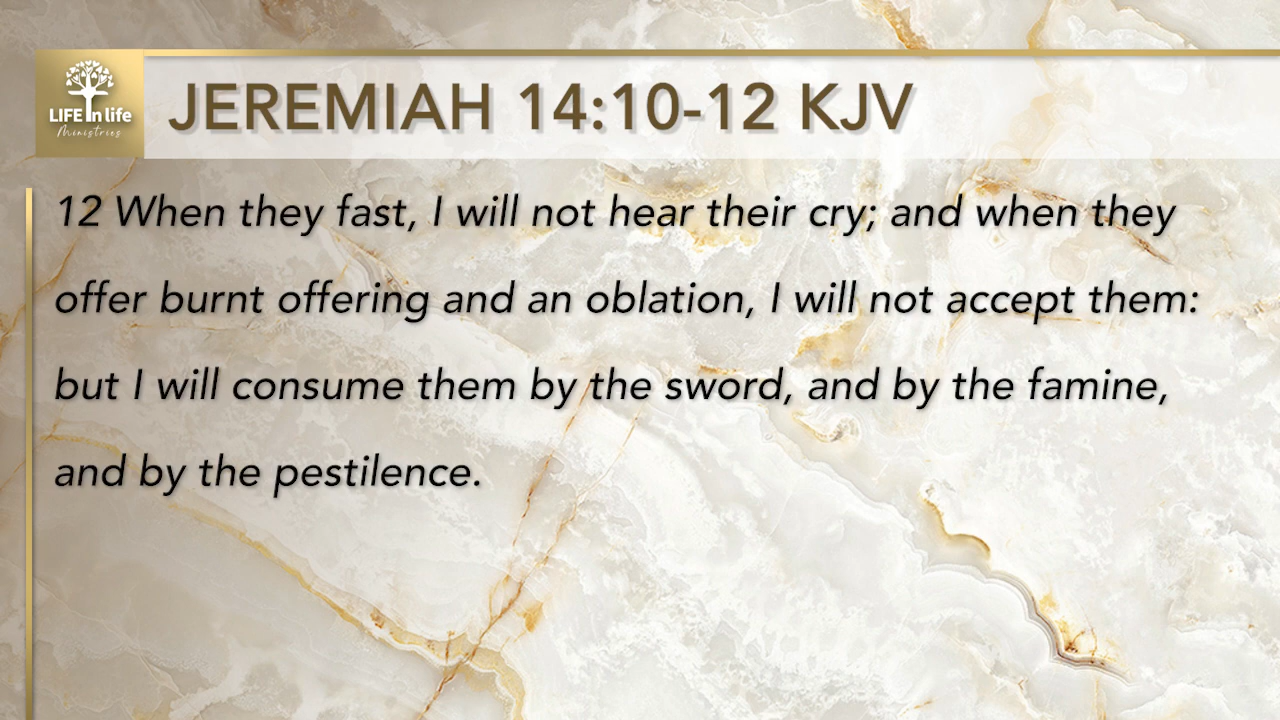 LIFE in life
Ministries
JEREMIAH 14:10-12 KJV
12 When they fast, I will not hear their cry; and when they
offer burnt offering and an oblation, I will not accept them:
but I will consume them by the sword, and by the famine,
and by the pestilence.